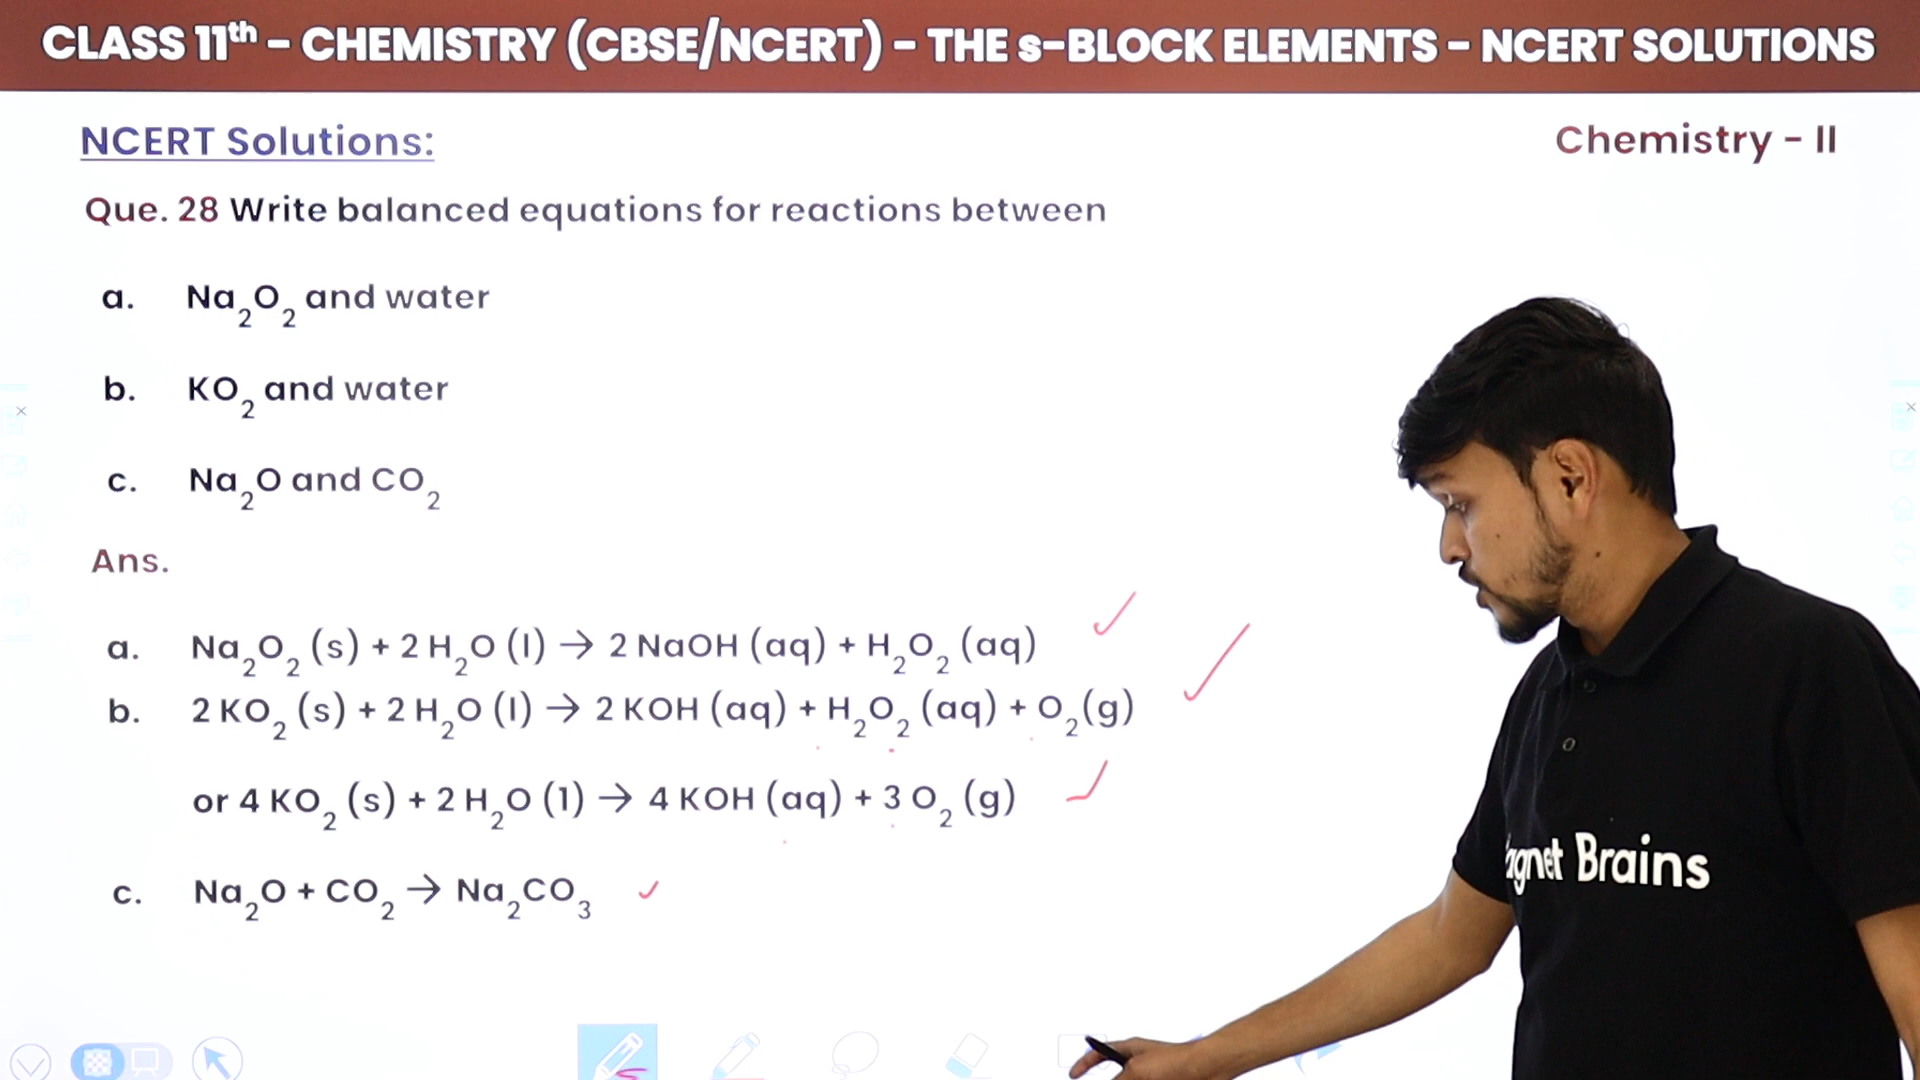 CLASS 11th – CHEMISTRY (CBSE/NCERT) – THE s–BLOCK ELEMENTS – NCERT SOLUTIONS
NCERT Solutions:
Chemistry – II
Que. 28 Write balanced equations for reactions between
a. Na₂O₂ and water
b. KO₂ and water
c. Na₂O and CO₂
Ans.
a. Na₂O₂ (s) + 2 H₂O (l) → 2 NaOH (aq) + H₂O₂ (aq)
b. 2 KO₂ (s) + 2 H₂O (l) → 2 KOH (aq) + H₂O₂ (aq) + O₂(g)
or 4 KO₂ (s) + 2 H₂O (1) → 4 KOH (aq) + 3 O₂ (g)
c. Na₂O + CO₂ → Na₂CO₃
agnet Brains